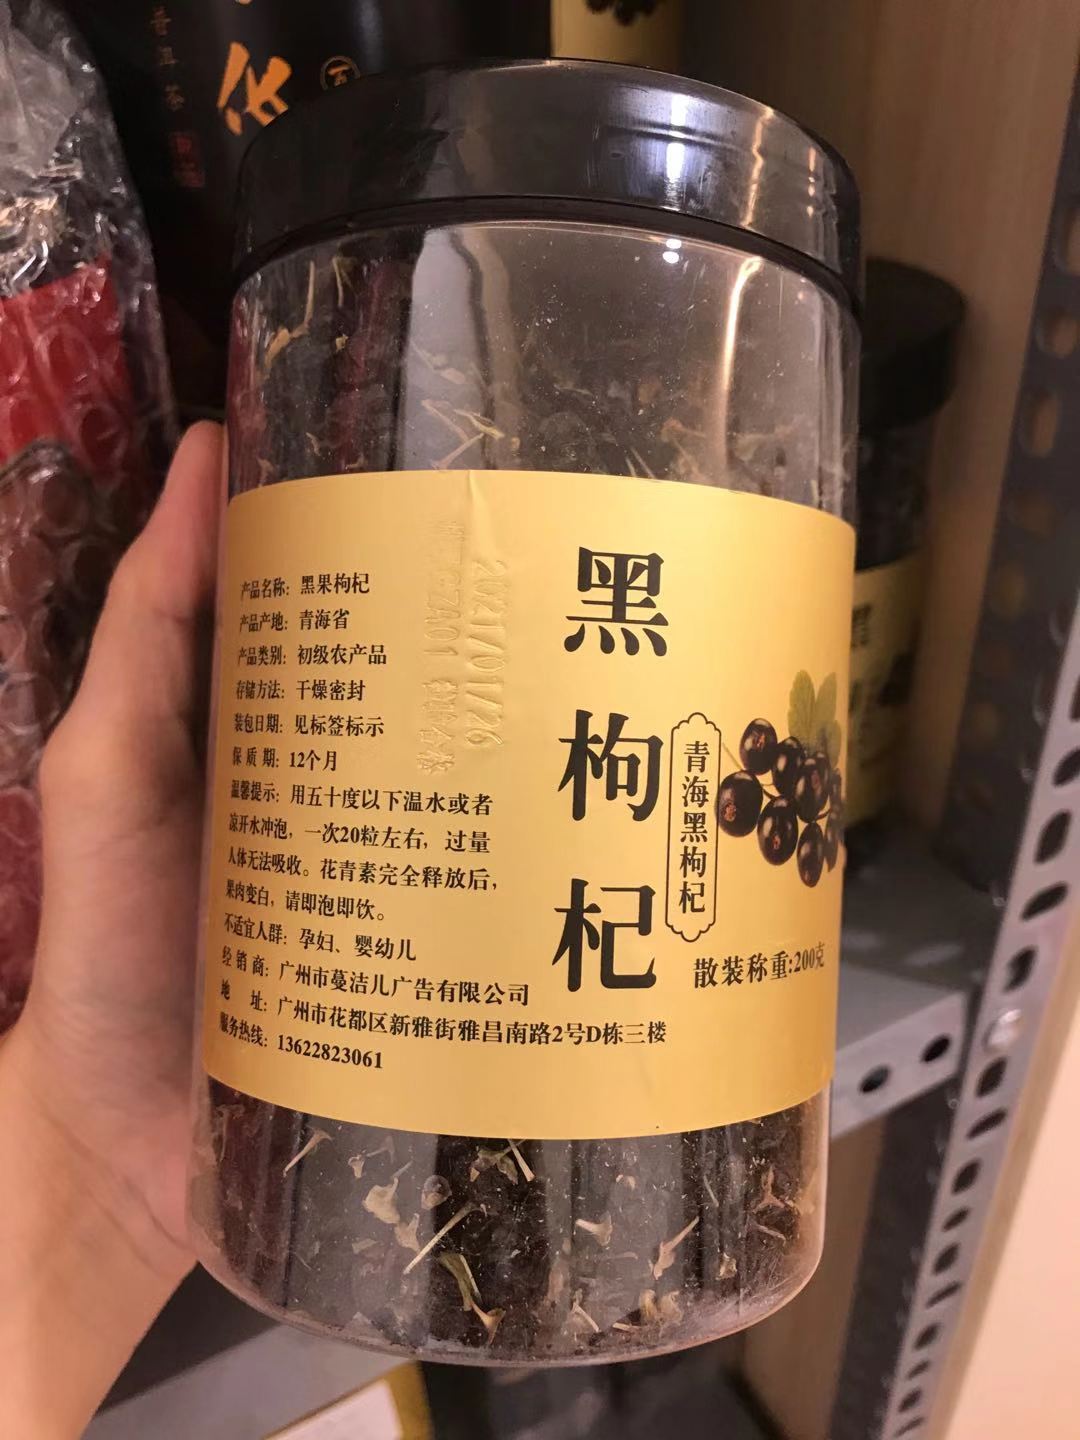 普洱茶
产品名称：黑果枸杞
产品产地：青海省
产品类别：初级农产品
存储方法：干燥密封
装包日期：见标签标示
保 质 期：12个月
温馨提示：用五十度以下温水或者
凉开水冲泡，一次20粒左右，过量
人体无法吸收。花青素完全释放后，
果肉变白，请即泡即饮。
不适宜人群：孕妇、婴幼儿
经 销 商：广州市蔓洁儿广告有限公司
地 址：广州市花都区新雅街雅昌南路2号D栋三楼
服务热线：13622823061
2021/01/26
ZA01
黑枸杞
青海黑枸杞
散装称重:200克